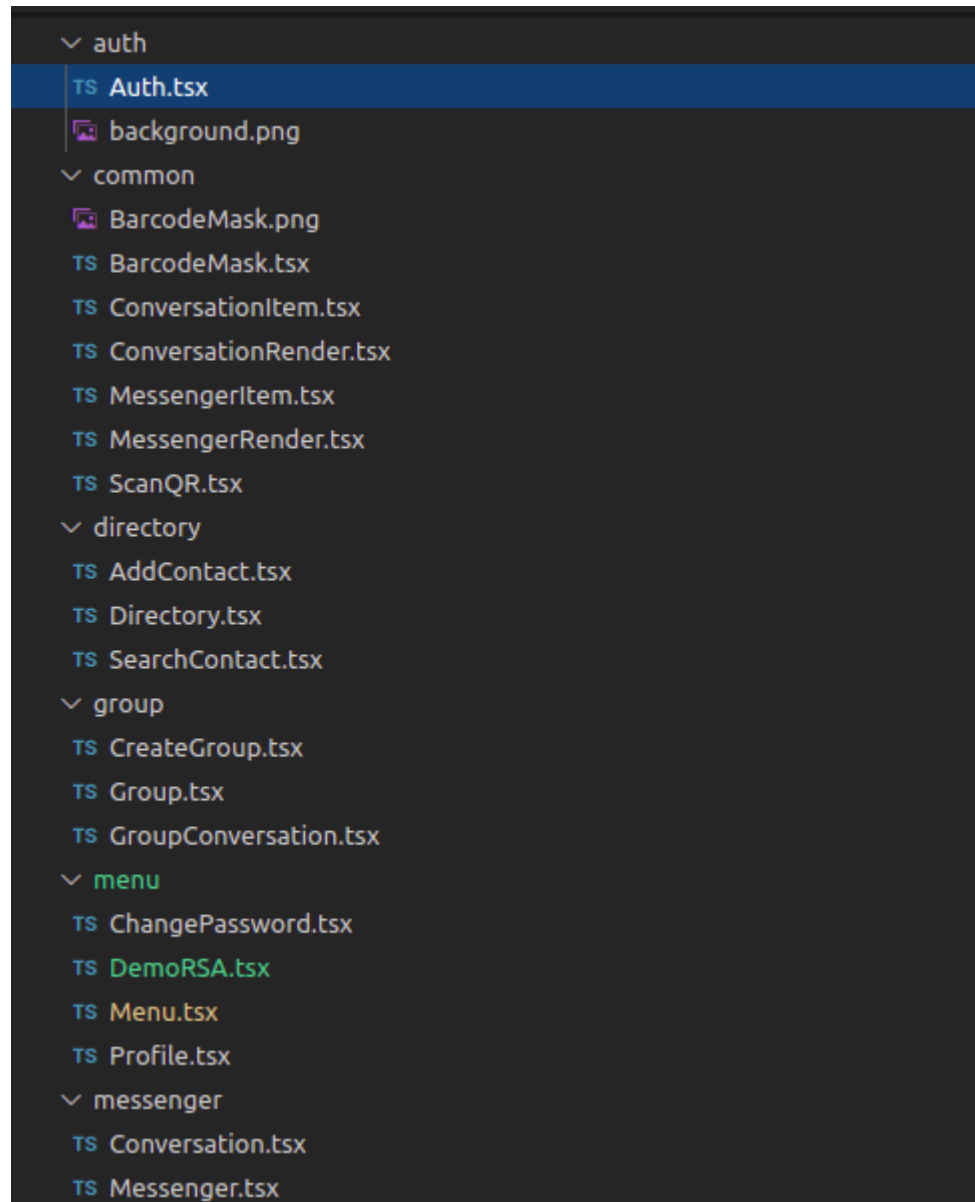 auth
TS Auth.tsx
background.png
common
BarcodeMask.png
TS BarcodeMask.tsx
TS ConversationItem.tsx
TS ConversationRender.tsx
TS MessengerItem.tsx
TS MessengerRender.tsx
TS ScanQR.tsx
directory
TS AddContact.tsx
TS Directory.tsx
TS SearchContact.tsx
group
TS CreateGroup.tsx
TS Group.tsx
TS GroupConversation.tsx
menu
TS ChangePassword.tsx
TS DemoRSA.tsx
TS Menu.tsx
TS Profile.tsx
messenger
TS Conversation.tsx
TS Messenger.tsx